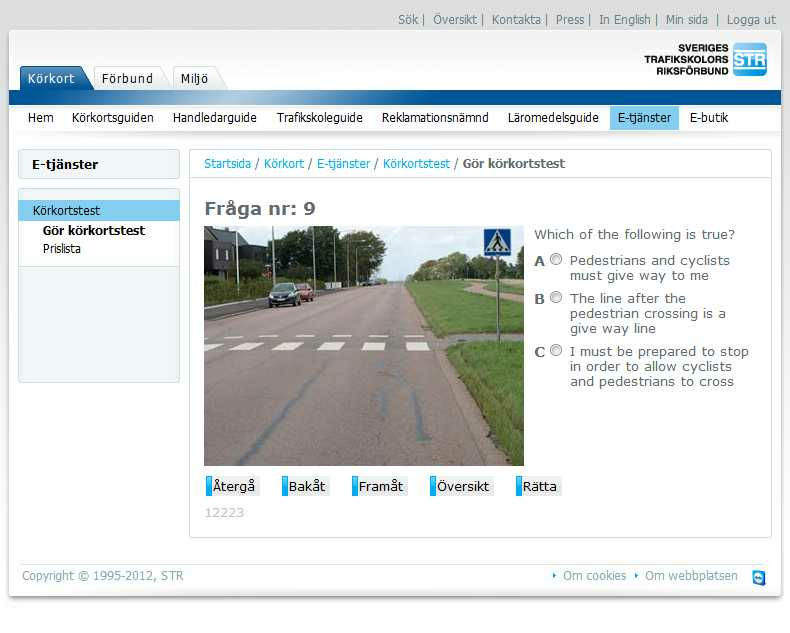 Sök | Översikt | Kontakta | Press | In English | Min sida | Logga ut
SVERIGES
TRAFIKSKOLORS
RIKSFÖRBUND
STR
Körkort Förbund Miljö
Hem Körkortsguiden Handledarguide Trafikskoleguide Reklamationsnämnd Läromedelsguide E-tjänster E-butik
E-tjänster
Körkortstest
Gör körkortstest
Prislista
Startsida / Körkort / E-tjänster / Körkortstest / Gör körkortstest
Fråga nr: 9
Which of the following is true?
A Pedestrians and cyclists
must give way to me
B The line after the
pedestrian crossing is a
give way line
C I must be prepared to stop
in order to allow cyclists
and pedestrians to cross
Återgå Bakåt Framåt Översikt Rätta
12223
Copyright © 1995-2012, STR
Om cookies Om webbplatsen